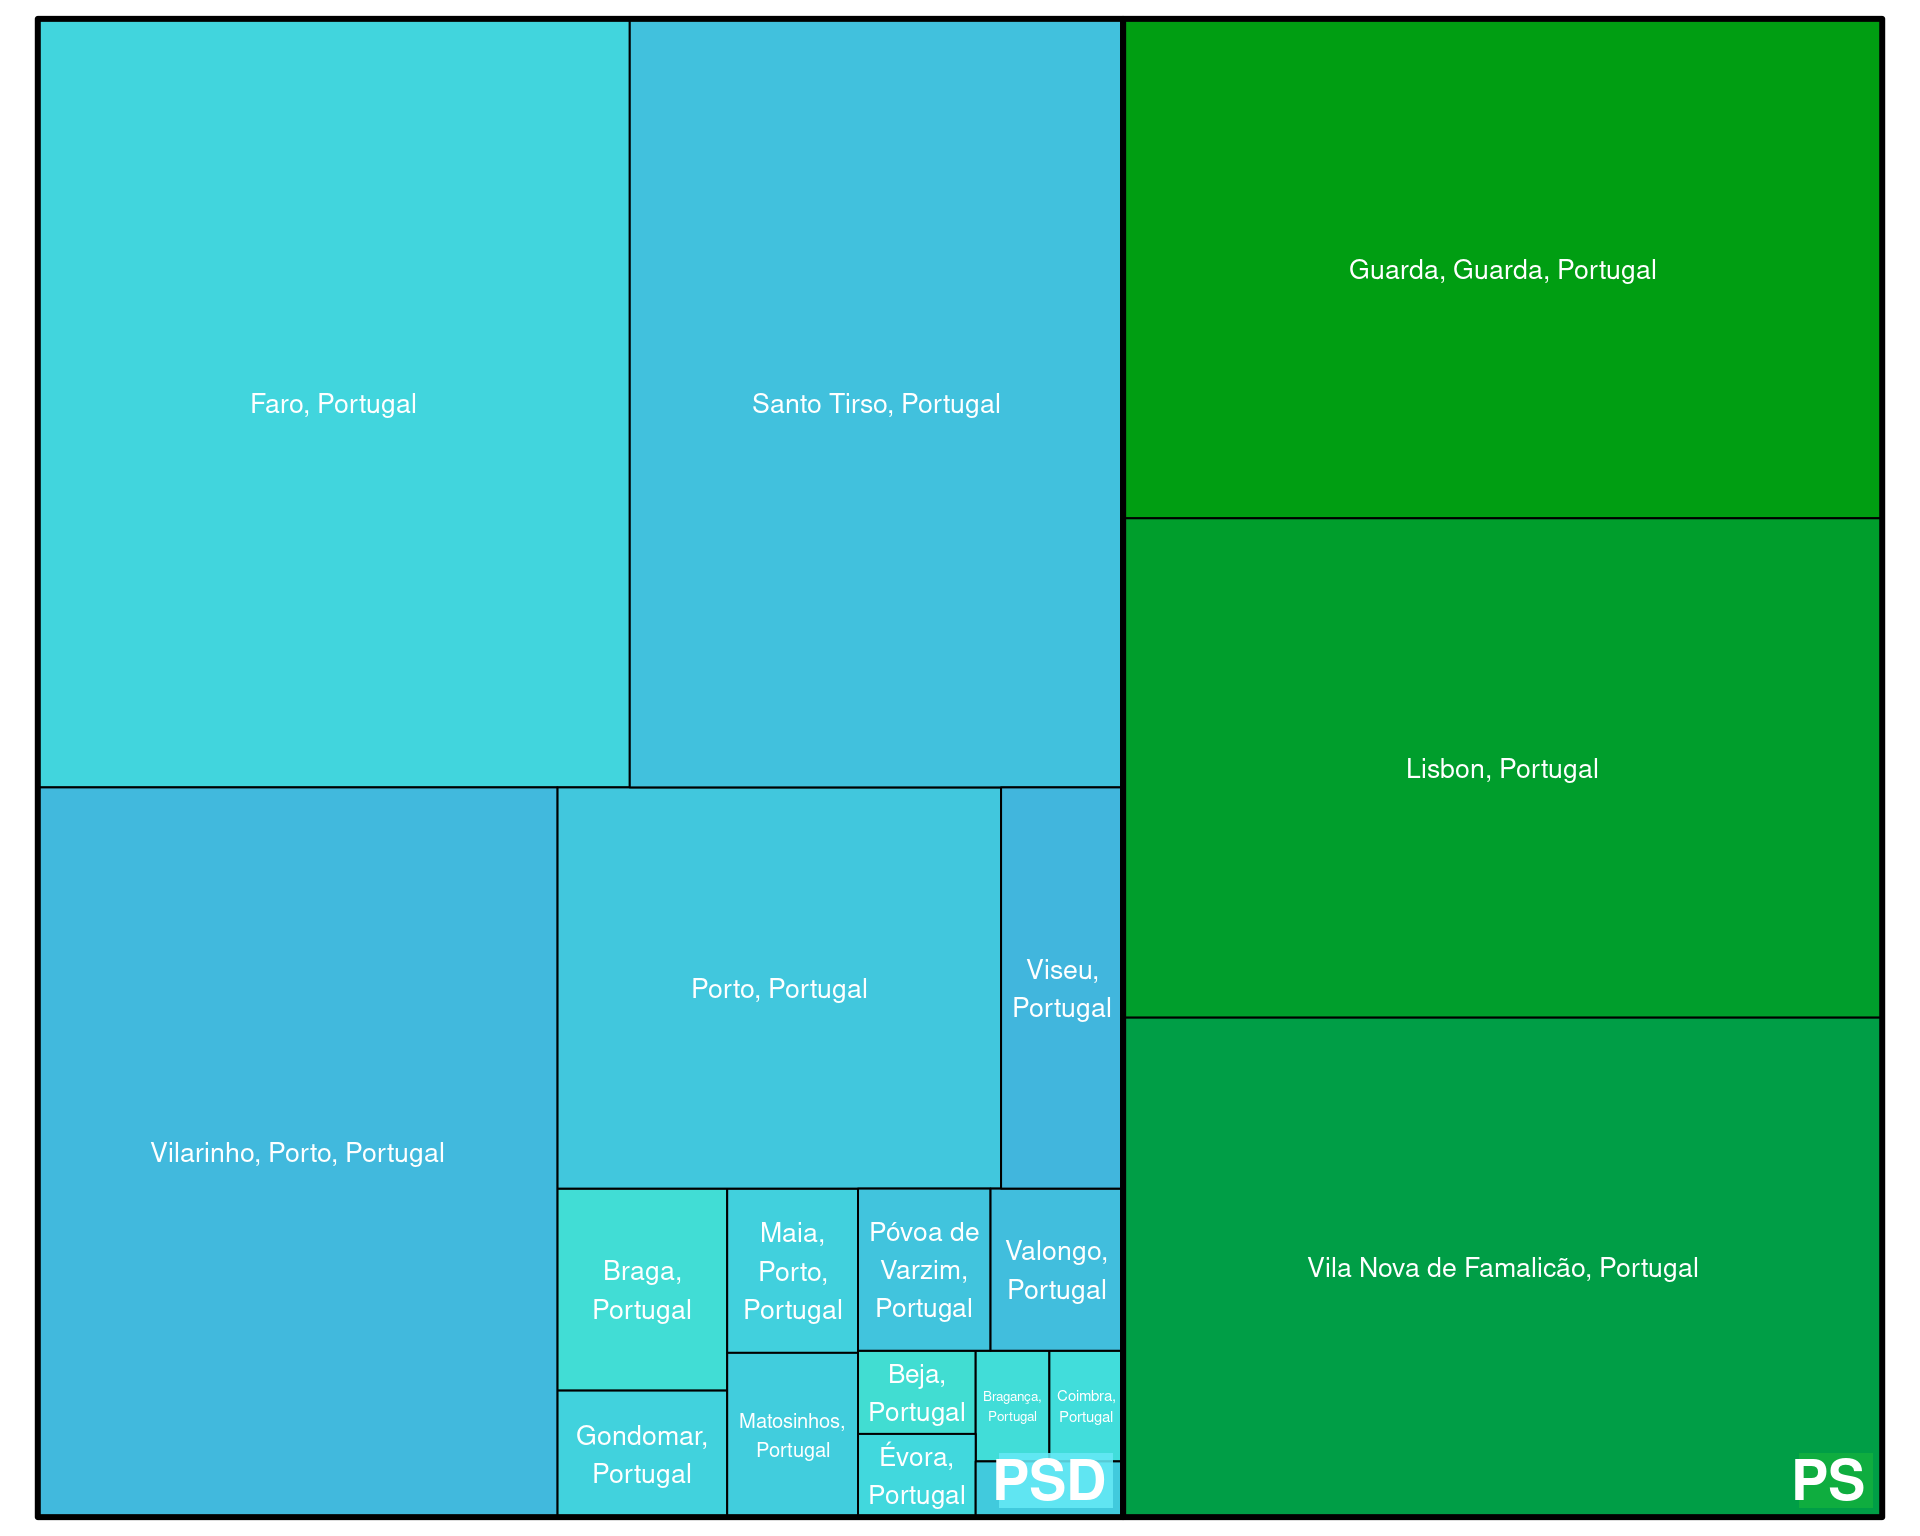 Faro, Portugal
Santo Tirso, Portugal
Guarda, Guarda, Portugal
Lisbon, Portugal
Vila Nova de Famalicão, Portugal
Vilarinho, Porto, Portugal
Porto, Portugal
Viseu,
Portugal
Braga,
Portugal
Maia,
Porto,
Portugal
Póvoa de
Varzim,
Portugal
Valongo,
Portugal
Gondomar,
Portugal
Matosinhos,
Portugal
Beja,
Portugal
Bragança,
Portugal
Coimbra,
Portugal
Évora,
Portugal
PSD
PS